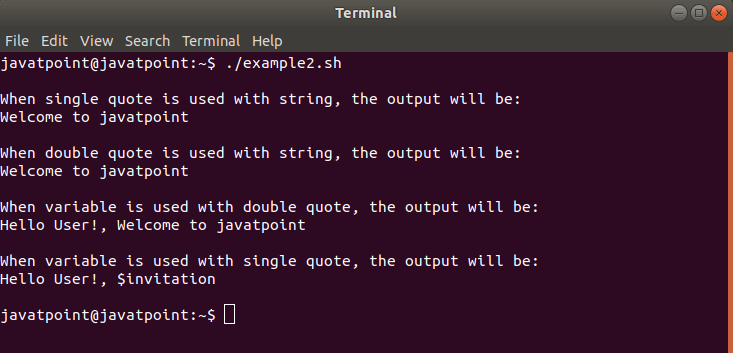 Terminal
File Edit View Search Terminal Help
javatpoint@javatpoint:~$ ./example2.sh
When single quote is used with string, the output will be:
Welcome to javatpoint
When double quote is used with string, the output will be:
Welcome to javatpoint
When variable is used with double quote, the output will be:
Hello User!, Welcome to javatpoint
When variable is used with single quote, the output will be:
Hello User!, $invitation
javatpoint@javatpoint:~$